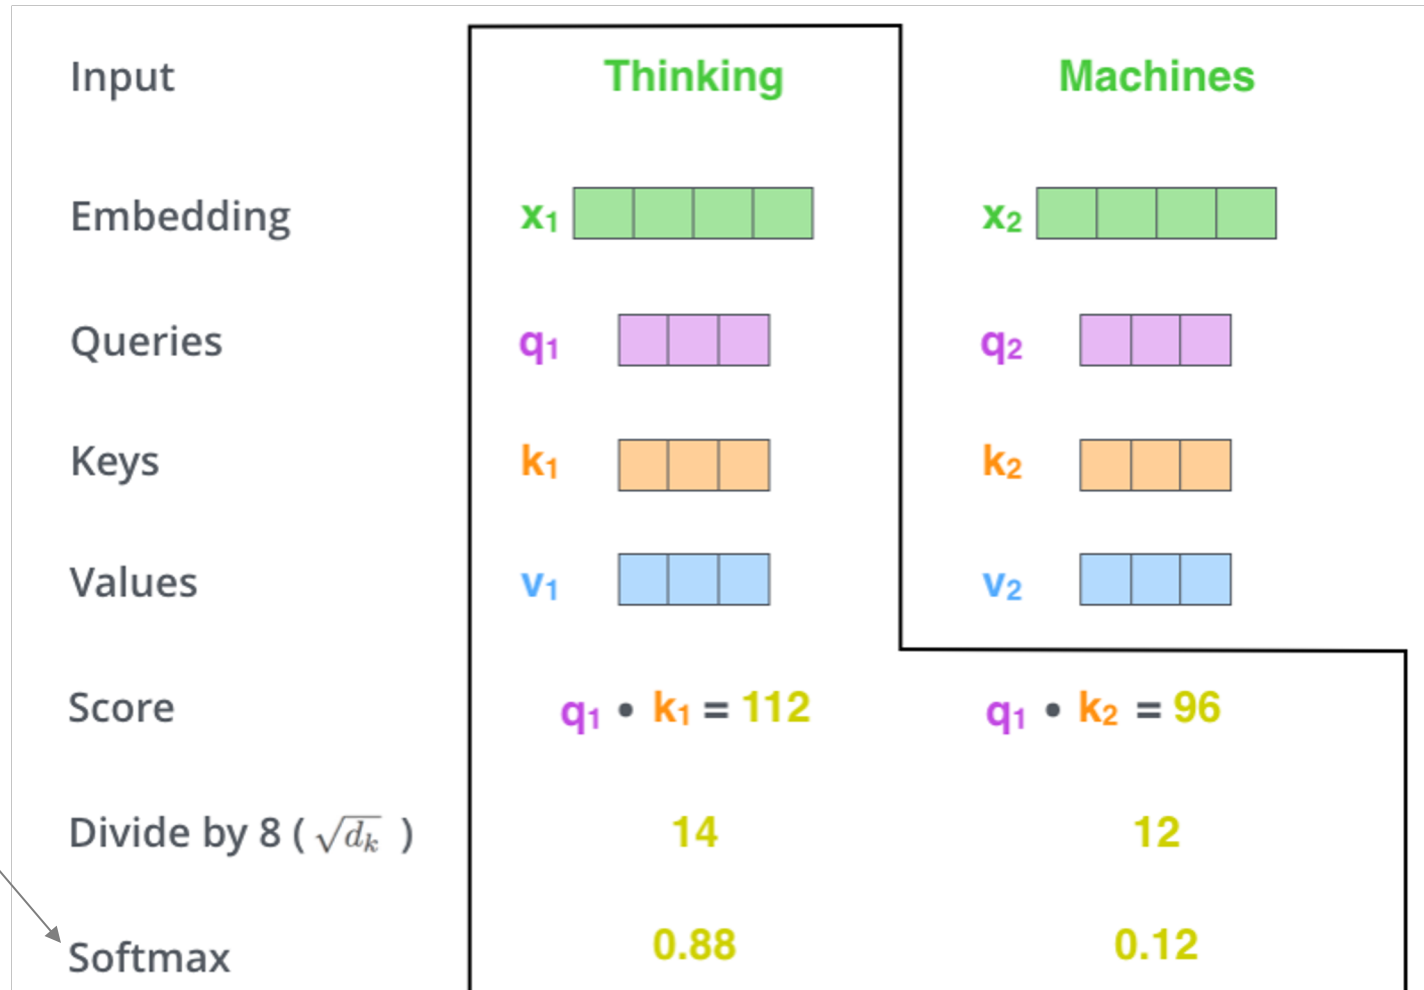 Input Thinking Machines
Embedding x1 x2
Queries q1 q2
Keys k1 k2
Values v1 v2
Score q1 • k1 = 112 q1 • k2 = 96
Divide by 8 ( √dk ) 14 12
Softmax 0.88 0.12